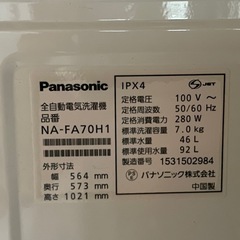 Panasonic
全自動電気洗濯機
品番
NA-FA70H1
外形寸法
幅 564 mm
奥行 573 mm
高さ 1021 mm
IPX4
JET
定格電圧 100 V～
定格周波数 50/60 Hz
定格消費電力 280 W
標準洗濯容量 7.0 kg
標準水量 46 L
標準使用水量 92 L
製造番号 1531502984
パナソニック株式会社
中国製